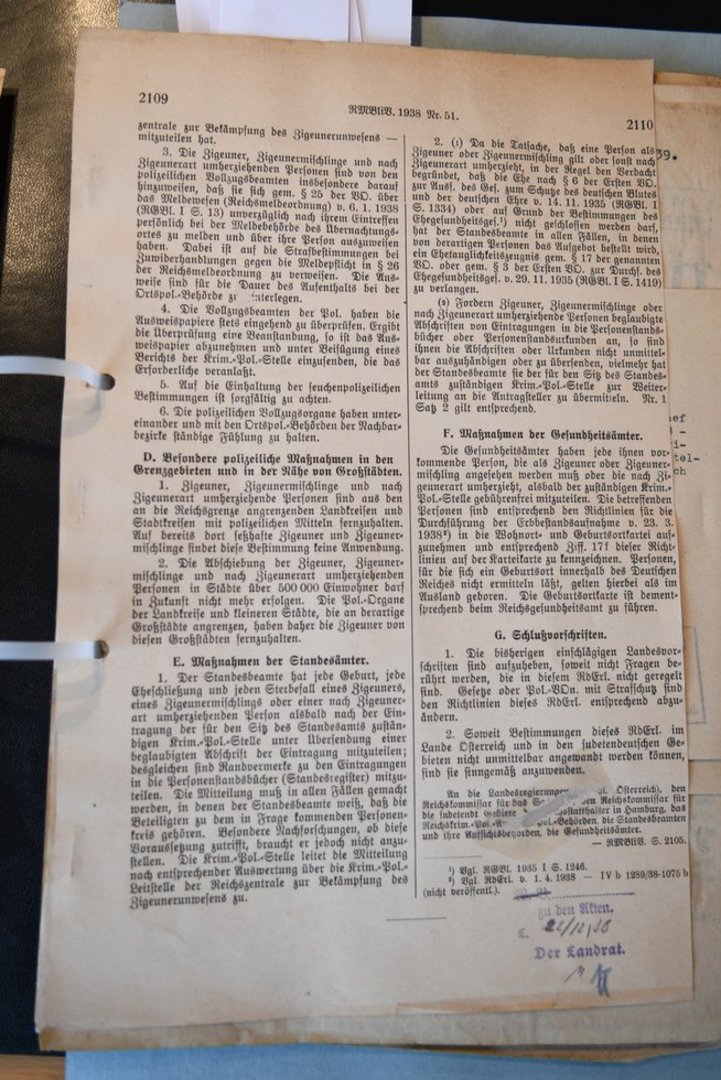 2109
RMBliV. 1938 Nr. 51.
2110
zentrale zur Bekämpfung des Zigeunerunwesens —
mitzuteilen hat.
3. Die Zigeuner, Zigeunermischlinge und nach
Zigeunerart umherziehenden Personen sind von den
polizeilichen Vollzugsbeamten insbesondere darauf
hinzuweisen, daß sie sich gem. § 25 der VO. über
das Meldewesen (Reichsmeldeordnung) v. 6. 1. 1938
(RGBl. I S. 13) unverzüglich nach ihrem Eintreffen
persönlich bei der Meldebehörde des Übernachtungs-
ortes zu melden und über ihre Person auszuweisen
haben. Dabei ist auf die Strafbestimmungen bei
Zuwiderhandlungen gegen die Meldepflicht in § 26
der Reichsmeldeordnung zu verweisen. Die Aus-
weise sind für die Dauer des Aufenthalts bei der
Ortspol.-Behörde zu hinterlegen.
4. Die Vollzugsbeamten der Pol. haben die
Ausweispapiere stets eingehend zu überprüfen. Ergibt
die Überprüfung eine Beanstandung, so ist das Aus-
weispapier abzunehmen und unter Beifügung eines
Berichts der Krim.-Pol.-Stelle einzusenden, die das
Erforderliche veranlaßt.
5. Auf die Einhaltung der seuchenpolizeilichen
Bestimmungen ist sorgfältig zu achten.
6. Die polizeilichen Vollzugsorgane haben unter-
einander und mit den Ortspol.-Behörden der Nachbar-
bezirke ständige Fühlung zu halten.
D. Besondere polizeiliche Maßnahmen in den
Grenzgebieten und in der Nähe von Großstädten.
1. Zigeuner, Zigeunermischlinge und nach
Zigeunerart umherziehende Personen sind aus den
an die Reichsgrenze angrenzenden Landkreisen und
Stadtkreisen mit polizeilichen Mitteln fernzuhalten.
Auf bereits dort seßhafte Zigeuner und Zigeuner-
mischlinge findet diese Bestimmung keine Anwendung.
2. Die Abschiebung der Zigeuner, Zigeuner-
mischlinge und nach Zigeunerart umherziehenden
Personen in Städte über 500 000 Einwohner darf
in Zukunft nicht mehr erfolgen. Die Pol.-Organe
der Landkreise und kleineren Städte, die an derartige
Großstädte angrenzen, haben daher die Zigeuner von
diesen Großstädten fernzuhalten.
E. Maßnahmen der Standesämter.
1. Der Standesbeamte hat jede Geburt, jede
Eheschließung und jeden Sterbefall eines Zigeuners,
eines Zigeunermischlings oder einer nach Zigeuner-
art umherziehenden Person alsbald nach der Ein-
tragung der für den Sitz des Standesamts zustän-
digen Krim.-Pol.-Stelle unter Übersendung einer
beglaubigten Abschrift der Eintragung mitzuteilen;
desgleichen sind Randvermerke zu den Eintragungen
in die Personenstandsbücher (Standesregister) mitzu-
teilen. Die Mitteilung muß in allen Fällen gemacht
werden, in denen der Standesbeamte weiß, daß die
Beteiligten zu dem in Frage kommenden Personen-
kreis gehören. Besondere Nachforschungen, ob diese
Voraussetzung zutrifft, braucht er jedoch nicht anzu-
stellen. Die Krim.-Pol.-Stelle leitet die Mitteilung
nach entsprechender Auswertung über die Krim.-Pol.-
Leitstelle der Reichszentrale zur Bekämpfung des
Zigeunerunwesens zu.
2. (1) Da die Tatsache, daß eine Person als
Zigeuner oder Zigeunermischling gilt oder sonst nach
Zigeunerart umherzieht, in der Regel den Verdacht
begründet, daß die Ehe nach § 6 der Ersten VO.
zur Ausf. des Ges. zum Schutze des deutschen Blutes
und der deutschen Ehre v. 14. 11. 1935 (RGBl. I
S. 1334) oder auf Grund der Bestimmungen des
Ehegesundheitsges.¹) nicht geschlossen werden darf,
hat der Standesbeamte in allen Fällen, in denen
von derartigen Personen das Aufgebot bestellt wird,
ein Ehetauglichkeitszeugnis gem. § 17 der genannten
VO. oder gem. § 3 der Ersten VO. zur Durchf. des
Ehegesundheitsges. v. 29. 11. 1935 (RGBl. I S. 1419)
zu verlangen.
(2) Fordern Zigeuner, Zigeunermischlinge oder
nach Zigeunerart umherziehende Personen beglaubigte
Abschriften von Eintragungen in die Personenstands-
bücher oder Personenstandsurkunden an, so sind
ihnen die Abschriften oder Urkunden nicht unmittel-
bar auszuhändigen oder zu übersenden, vielmehr hat
der Standesbeamte sie der für den Sitz des Standes-
amts zuständigen Krim.-Pol.-Stelle zur Weiter-
leitung an die Antragsteller zu übermitteln. Nr. 1
Satz 2 gilt entsprechend.
F. Maßnahmen der Gesundheitsämter.
Die Gesundheitsämter haben jede ihnen vor-
kommende Person, die als Zigeuner oder Zigeuner-
mischling angesehen werden muß oder die nach Zi-
geunerart umherzieht, alsbald der zuständigen Krim.-
Pol.-Stelle gebührenfrei mitzuteilen. Die betreffenden
Personen sind entsprechend den Richtlinien für die
Durchführung der Erbbestandsaufnahme v. 23. 3.
1938²) in die Wohnort- und Geburtsortkartei auf-
zunehmen und entsprechend Ziff. 17f dieser Richt-
linien auf der Karteikarte zu kennzeichnen. Personen,
für die sich ein Geburtsort innerhalb des Deutschen
Reiches nicht ermitteln läßt, gelten hierbei als im
Ausland geboren. Die Geburtsortkarte ist dement-
sprechend beim Reichsgesundheitsamt zu führen.
G. Schlußvorschriften.
1. Die bisherigen einschlägigen Landesvor-
schriften sind aufzuheben, soweit nicht Fragen be-
rührt werden, die in diesem RdErl. nicht geregelt
sind. Gesetze oder Pol.-VOn. mit Strafschutz sind
den Richtlinien dieses RdErl. entsprechend abzu-
ändern.
2. Soweit Bestimmungen dieses RdErl. im
Lande Österreich und in den sudetendeutschen Ge-
bieten nicht unmittelbar angewandt werden können,
sind sie sinngemäß anzuwenden.
An die Landesregierungen Österreich), den
Reichskommissar für das den Reichskommissar für
die sudetendt Gebiete statthalter in Hamburg, das
Reichskrim.-Pol.-A Pol.-Behörden, die Standesbeamten
und ihre Aufsichtsbehörden, die Gesundheitsämter.
— RMBliV. S. 2105.
¹) Vgl. RGBl. 1935 I S. 1246.
²) Vgl. RdErl. v. 1. 4. 1938 — IV b 1289/38-1075 b
(nicht veröffentl.).
zu den Akten.
Z. 22/12.38
Der Landrat.
39.
ef
-
i-
tel-
ch